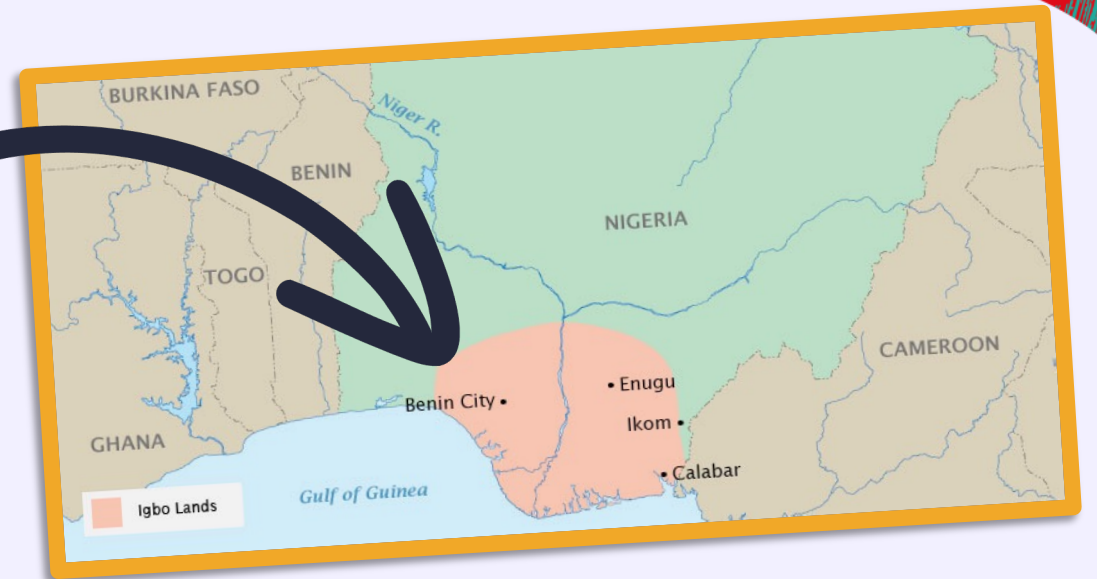 BURKINA FASO
Niger R.
BENIN
NIGERIA
TOGO
CAMEROON
Enugu
Benin City
Ikom
GHANA
Calabar
Gulf of Guinea
Igbo Lands